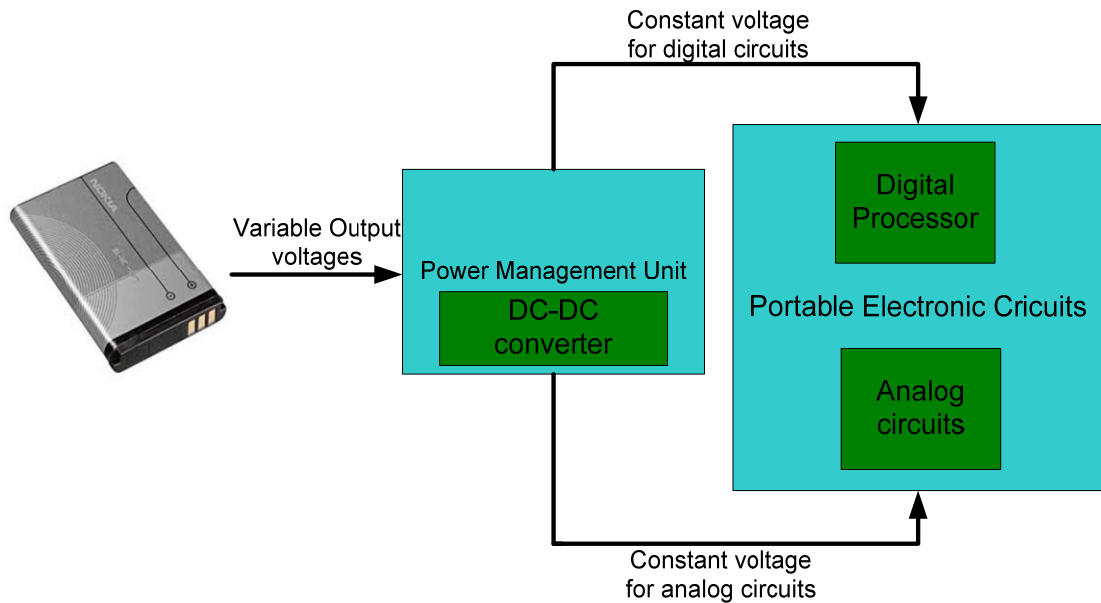 Constant voltage
for digital circuits
NOKIA
Variable Output
voltages
Power Management Unit
DC-DC
converter
Digital
Processor
Portable Electronic Cricuits
Analog
circuits
Constant voltage
for analog circuits